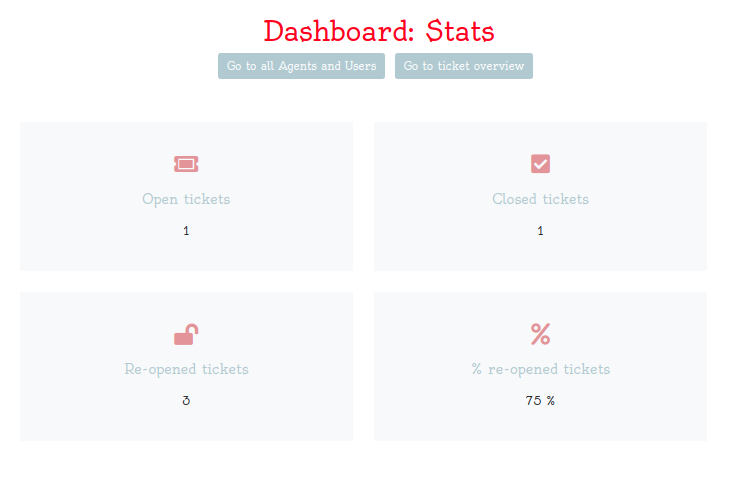 Dashboard: Stats
Go to all Agents and Users Go to ticket overview
Open tickets
1
Closed tickets
1
Re-opened tickets
3
% re-opened tickets
75 %